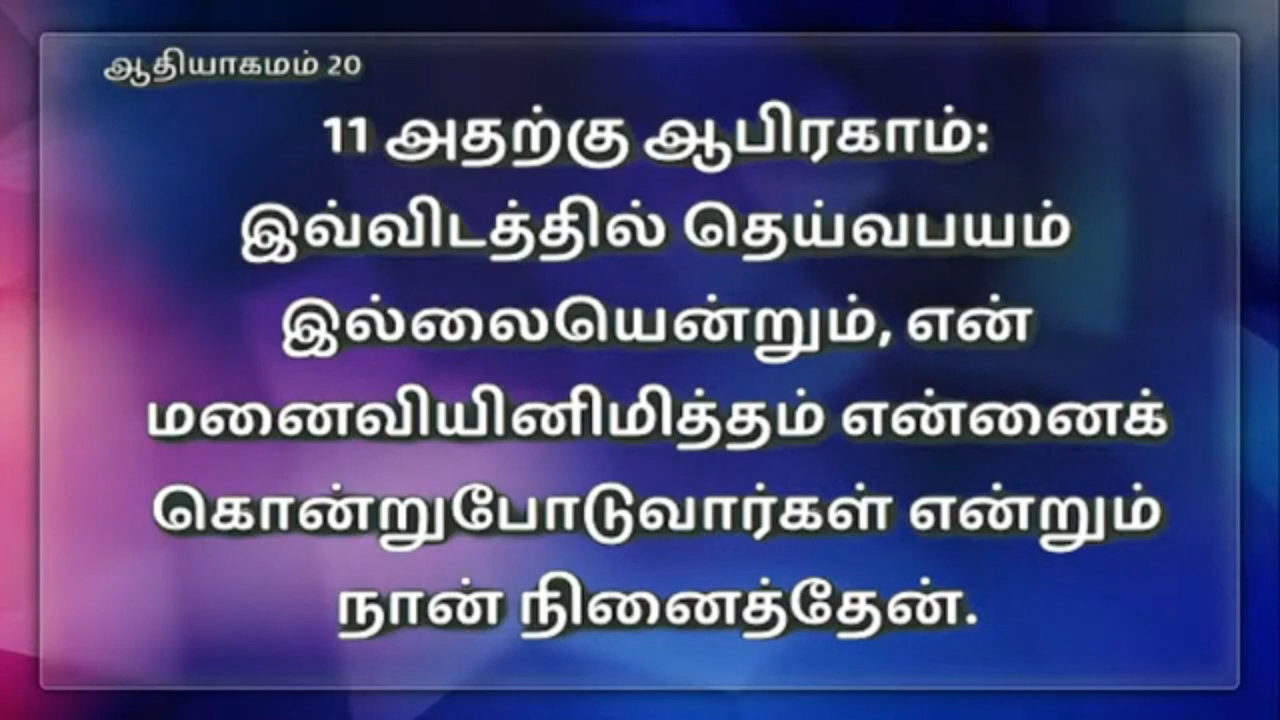 ஆதியாகமம் 20
11 அதற்கு ஆபிரகாம்:
இவ்விடத்தில் தெய்வபயம்
இல்லையென்றும், என்
மனைவியினிமித்தம் என்னைக்
கொன்றுபோடுவார்கள் என்றும்
நான் நினைத்தேன்.